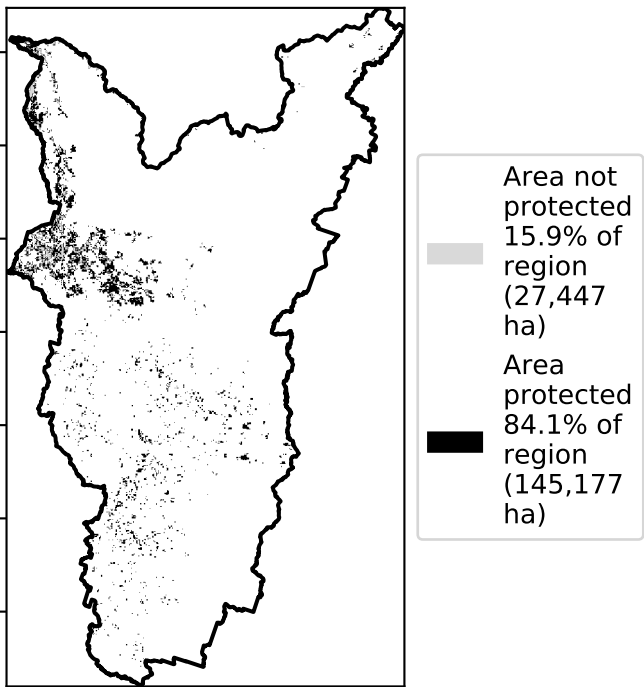 Area not
protected
15.9% of
region
(27,447
ha)
Area
protected
84.1% of
region
(145,177
ha)